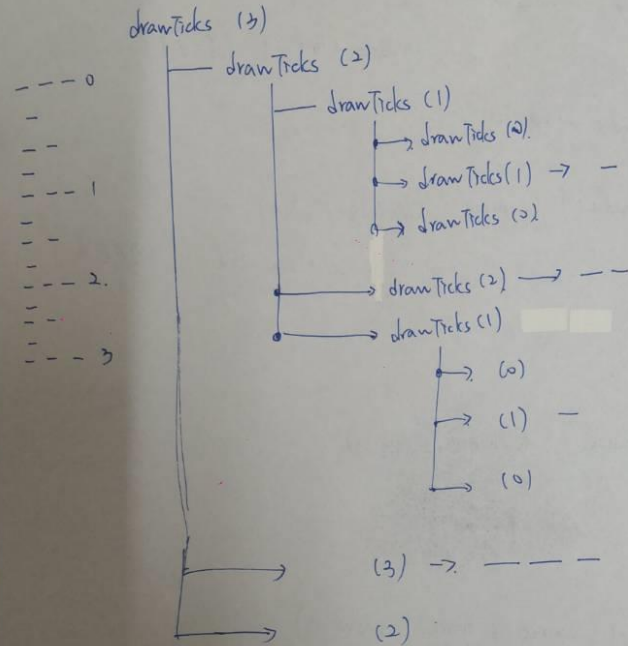 drawTicks (3)
drawTicks (2)
---- 0
-
--
-
--- 1
-
--
-
--- 2.
-
--
-
--- 3
drawTicks (1)
drawTicks (0).
drawTicks (1) → -
drawTicks (0)
drawTicks (2) → --
drawTicks (1)
(0)
(1) -
(0)
(3) → ---
(2)